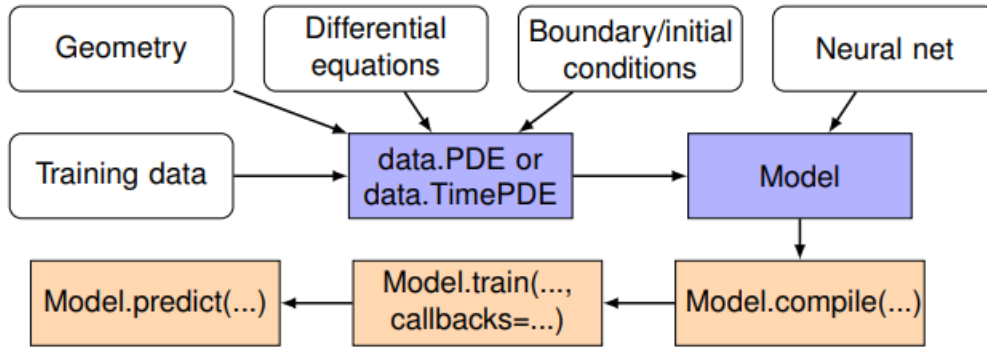 Geometry
Differential
equations
Boundary/initial
conditions
Neural net
Training data
data.PDE or
data.TimePDE
Model
Model.predict(...)
Model.train(...,
callbacks=...)
Model.compile(...)